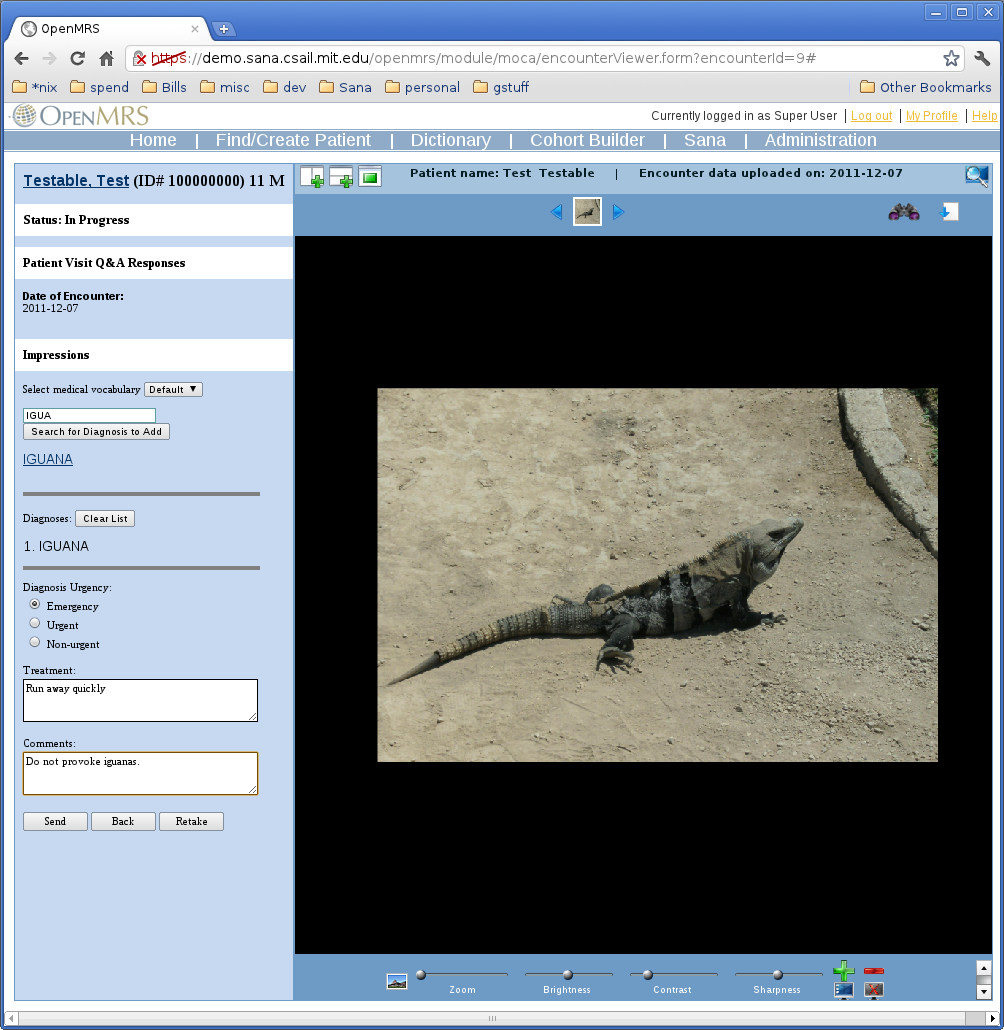 OpenMRS
https://demo.sana.csail.mit.edu/openmrs/module/moca/encounterViewer.form?encounterId=9#
*nix spend Bills misc dev Sana personal gstuff Other Bookmarks
OPENMRS
Currently logged in as Super User | Log out | My Profile | Help
Home | Find/Create Patient | Dictionary | Cohort Builder | Sana | Administration
Testable, Test (ID# 100000000) 11 M
Patient name: Test Testable | Encounter data uploaded on: 2011-12-07
Status: In Progress
Patient Visit Q&A Responses
Date of Encounter:
2011-12-07
Impressions
Select medical vocabulary Default
IGUA
Search for Diagnosis to Add
IGUANA
Diagnoses: Clear List
1. IGUANA
Diagnosis Urgency:
Emergency
Urgent
Non-urgent
Treatment:
Run away quickly
Comments:
Do not provoke iguanas.
Send Back Retake
Zoom Brightness Contrast Sharpness